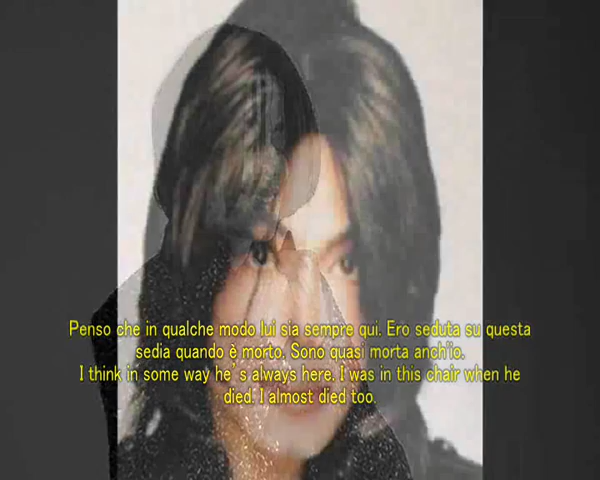 Penso che in qualche modo lui sia sempre qui. Ero seduta su questa
sedia quando è morto. Sono quasi morta anch'io.
I think in some way he's always here. I was in this chair when he
died. I almost died too.